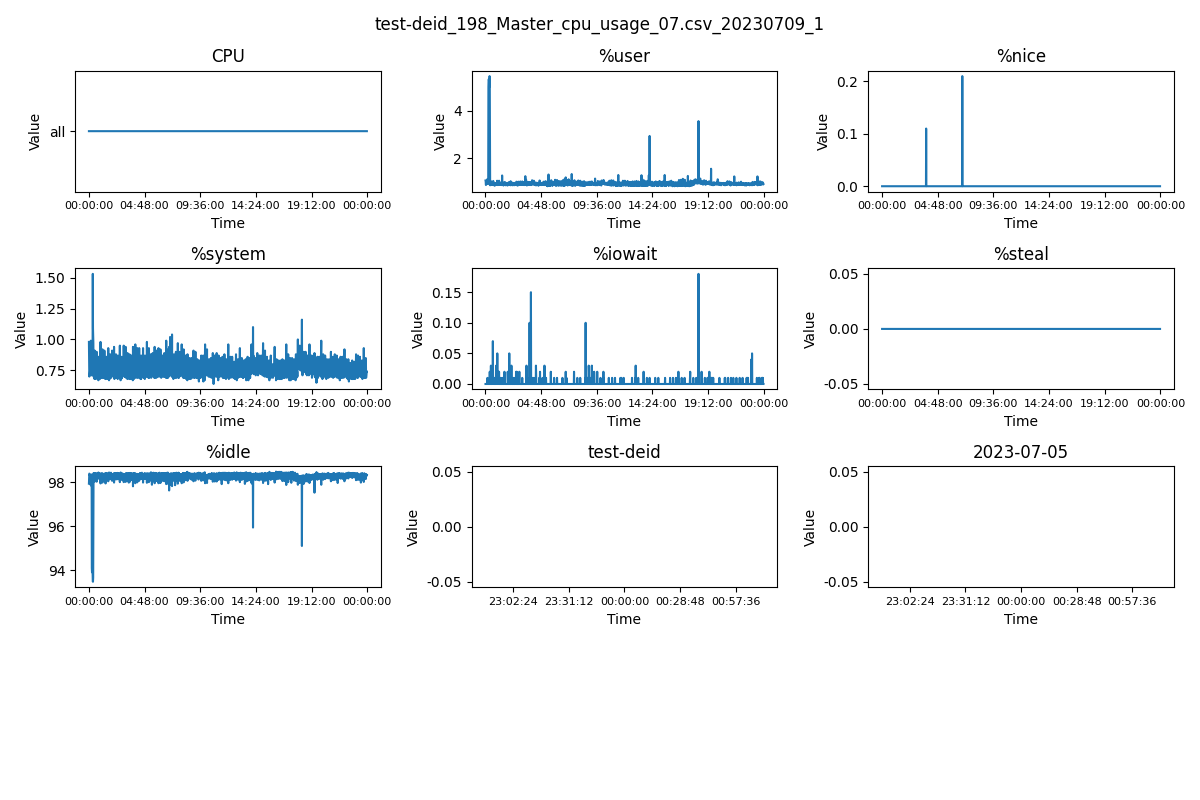 test-deid_198_Master_cpu_usage_07.csv_20230709_1
CPU
Value
all
00:00:00 04:48:00 09:36:00 14:24:00 19:12:00 00:00:00
Time
%user
Value
4
2
00:00:00 04:48:00 09:36:00 14:24:00 19:12:00 00:00:00
Time
%nice
Value
0.2
0.1
0.0
00:00:00 04:48:00 09:36:00 14:24:00 19:12:00 00:00:00
Time
%system
Value
1.50
1.25
1.00
0.75
00:00:00 04:48:00 09:36:00 14:24:00 19:12:00 00:00:00
Time
%iowait
Value
0.15
0.10
0.05
0.00
00:00:00 04:48:00 09:36:00 14:24:00 19:12:00 00:00:00
Time
%steal
Value
0.05
0.00
-0.05
00:00:00 04:48:00 09:36:00 14:24:00 19:12:00 00:00:00
Time
%idle
Value
98
96
94
00:00:00 04:48:00 09:36:00 14:24:00 19:12:00 00:00:00
Time
test-deid
Value
0.05
0.00
-0.05
23:02:24 23:31:12 00:00:00 00:28:48 00:57:36
Time
2023-07-05
Value
0.05
0.00
-0.05
23:02:24 23:31:12 00:00:00 00:28:48 00:57:36
Time